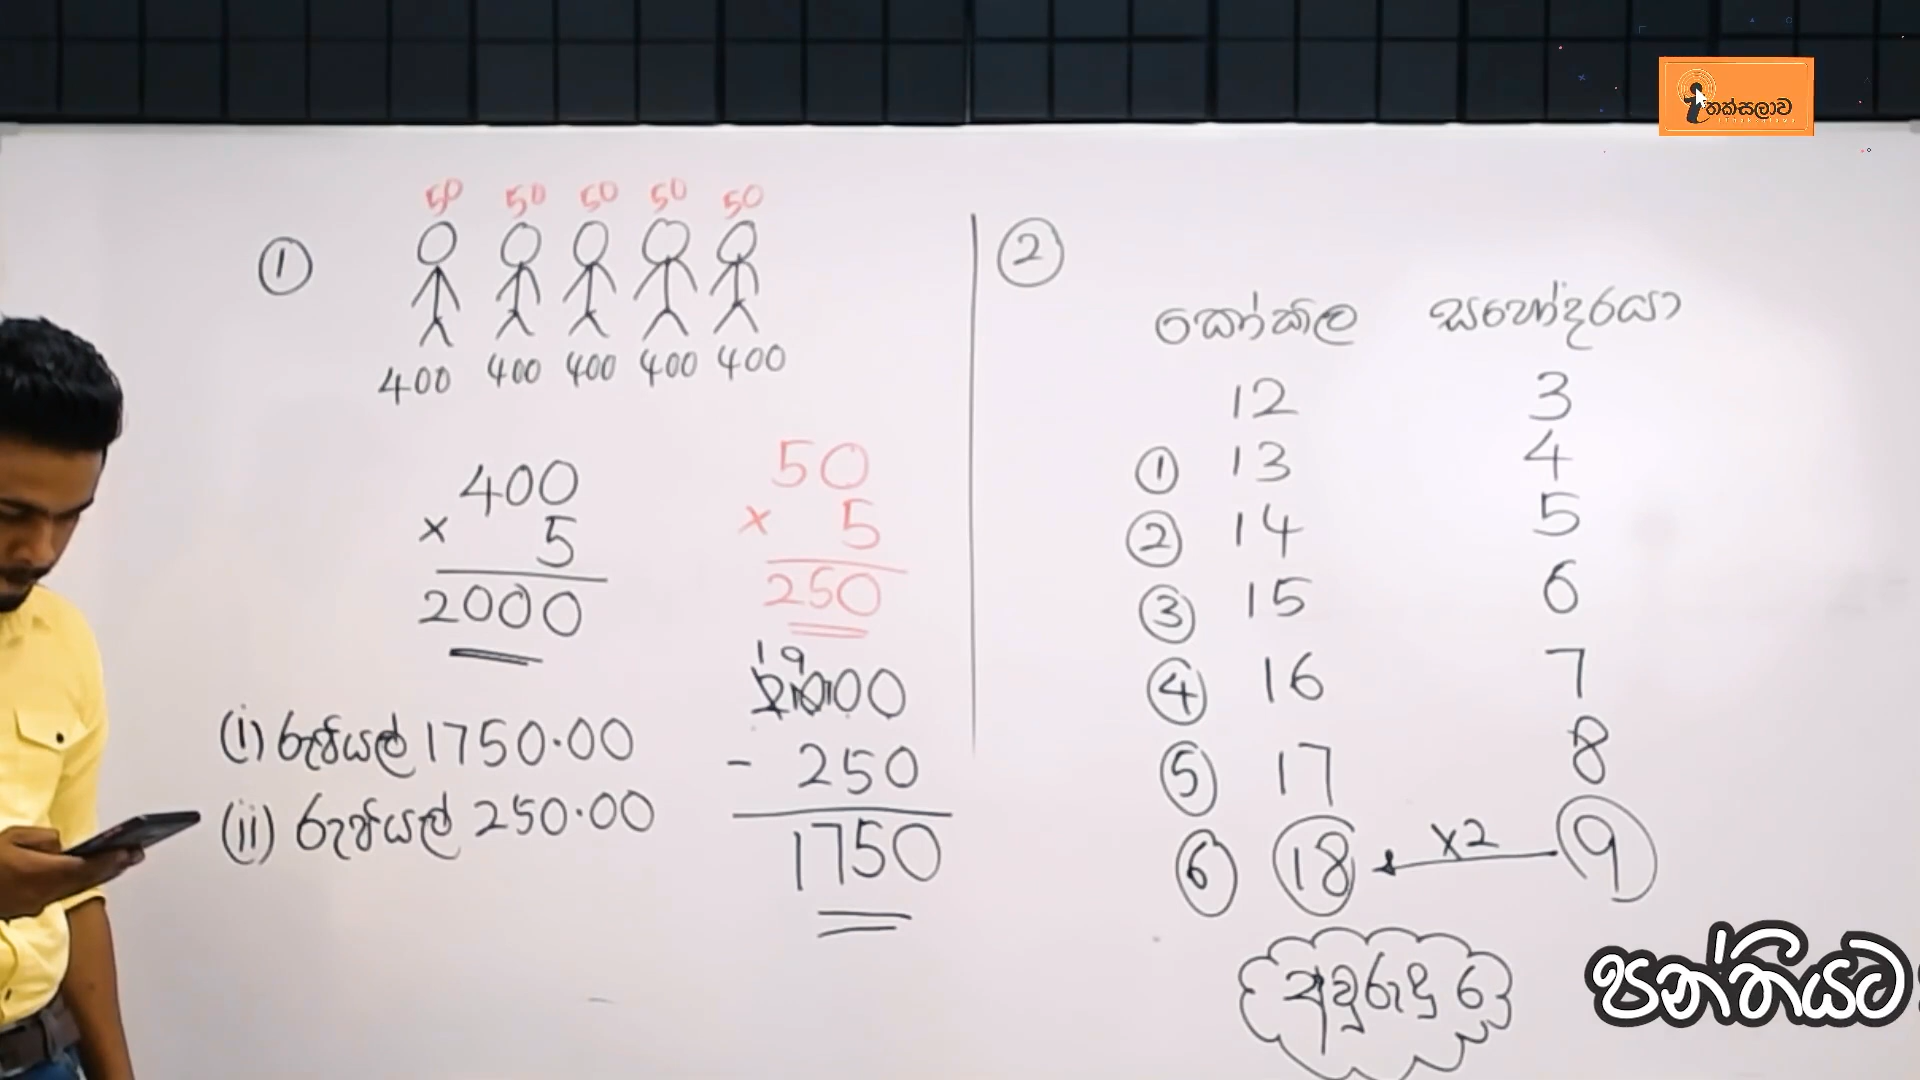 තක්සලාව
①
50 50 50 50 50
400 400 400 400 400
400
× 5
2000
50
× 5
250
19
2000
- 250
1750
(i) රුපියල් 1750.00
(ii) රුපියල් 250.00
②
කෝකිල සහෝදරයා
12 3
① 13 4
② 14 5
③ 15 6
④ 16 7
⑤ 17 8
⑥ 18 ×2 9
අවුරුදු 6
පන්තියට